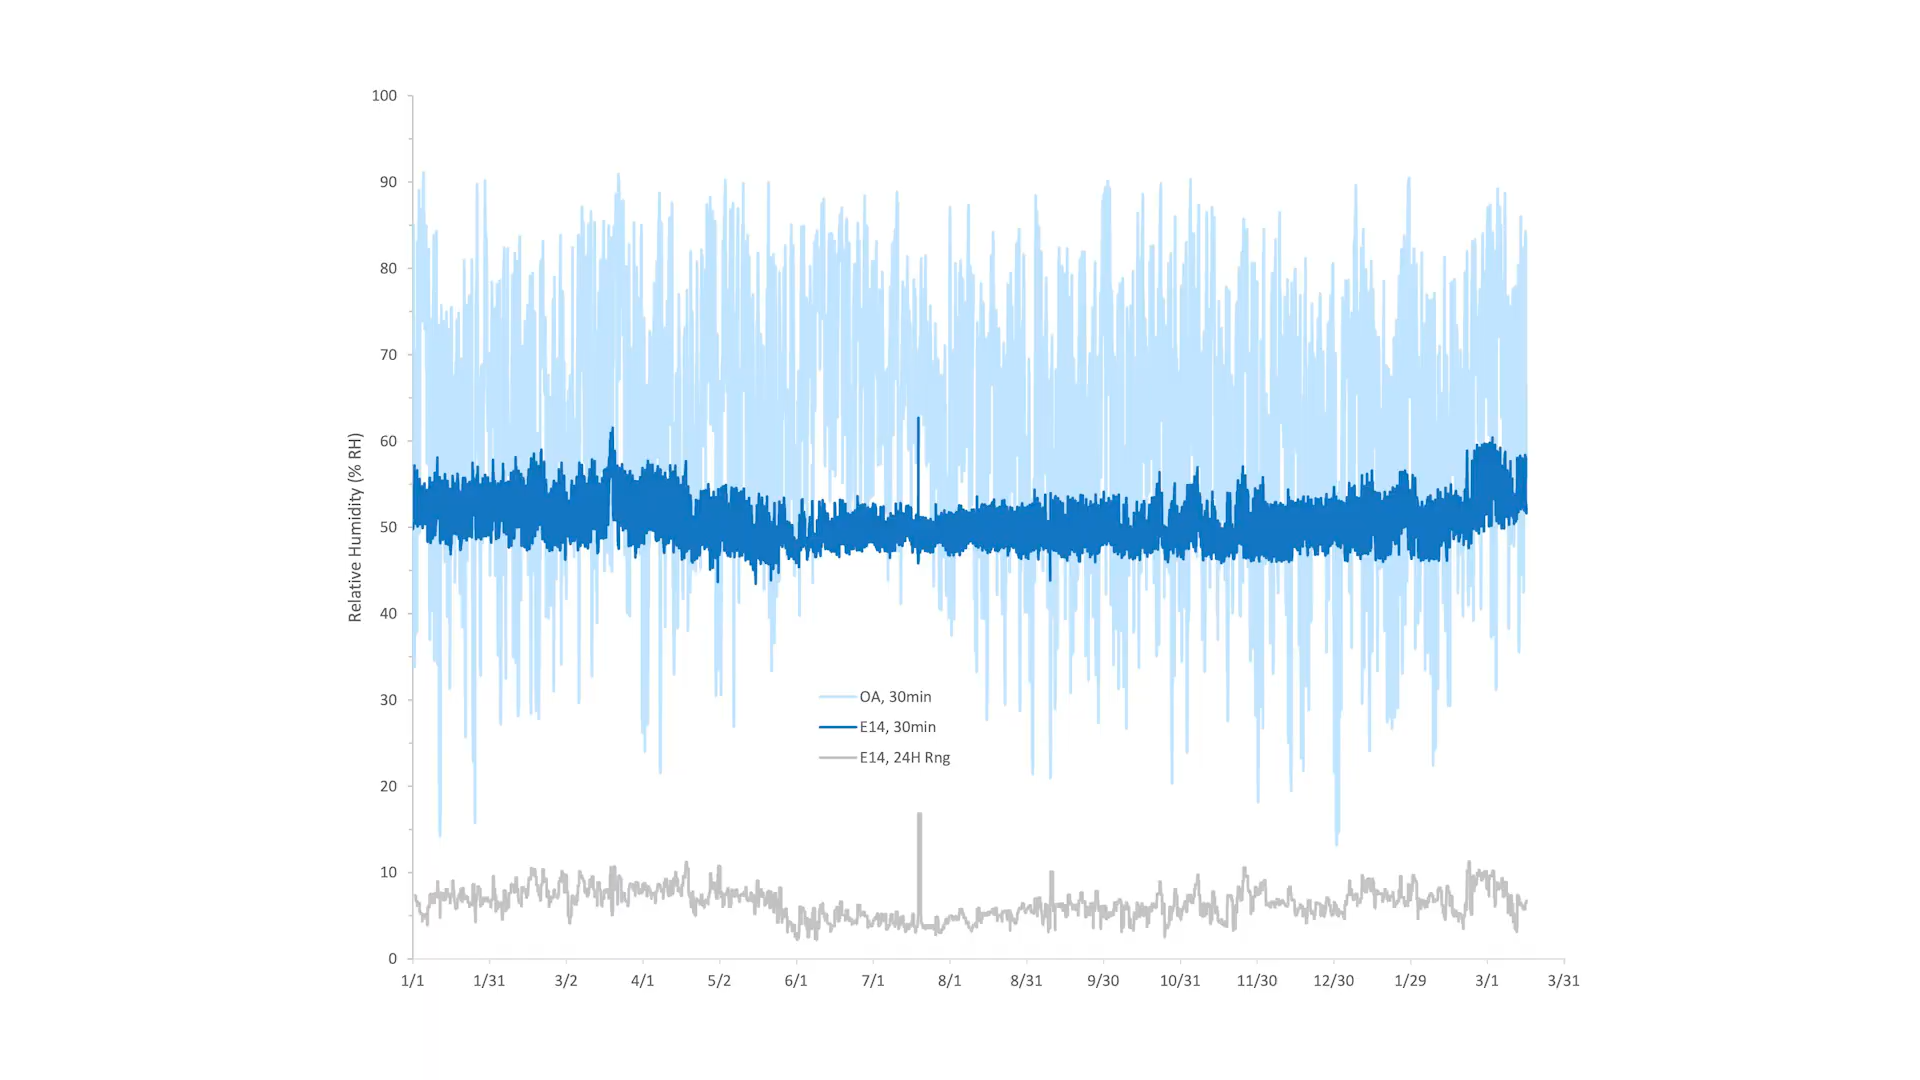 100
90
80
70
60
50
40
30
20
10
0
Relative Humidity (% RH)
OA, 30min
E14, 30min
E14, 24H Rng
1/1 1/31 3/2 4/1 5/2 6/1 7/1 8/1 8/31 9/30 10/31 11/30 12/30 1/29 3/1 3/31